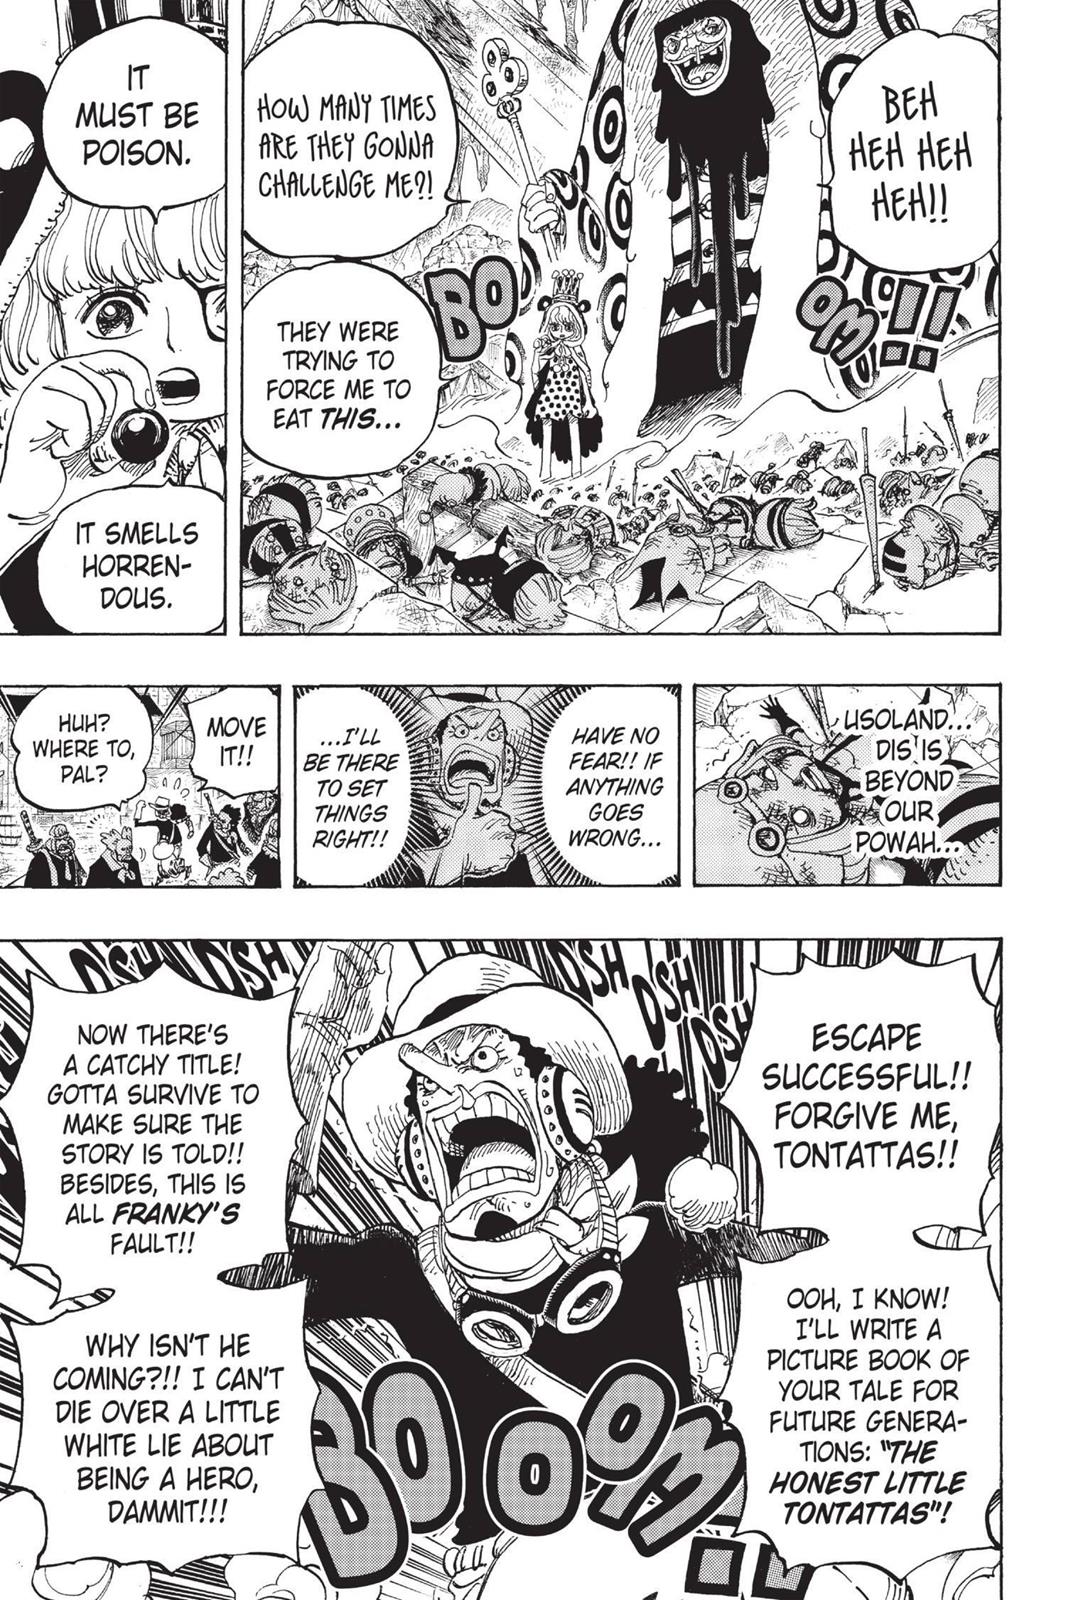 BEH
HEH HEH
HEH!!
HOW MANY TIMES
ARE THEY GONNA
CHALLENGE ME?!
BO
OM!!
THEY WERE
TRYING TO
FORCE ME TO
EAT THIS...
IT
MUST BE
POISON.
IT SMELLS
HORREN-
DOUS.
USOLAND...
DIS IS
BEYOND
OUR
POWAH...
HAVE NO
FEAR!! IF
ANYTHING
GOES
WRONG...
...I'LL
BE THERE
TO SET
THINGS
RIGHT!!
MOVE
IT!!
HUH?
WHERE TO,
PAL?
DSH
DSH
DSH
DSH
DSH
ESCAPE
SUCCESSFUL!!
FORGIVE ME,
TONTATTAS!!
OOH, I KNOW!
I'LL WRITE A
PICTURE BOOK OF
YOUR TALE FOR
FUTURE GENERA-
TIONS: "THE
HONEST LITTLE
TONTATTAS"!
NOW THERE'S
A CATCHY TITLE!
GOTTA SURVIVE TO
MAKE SURE THE
STORY IS TOLD!!
BESIDES, THIS IS
ALL FRANKY'S
FAULT!!
WHY ISN'T HE
COMING?!! I CAN'T
DIE OVER A LITTLE
WHITE LIE ABOUT
BEING A HERO,
DAMMIT!!!
BOOOM!!